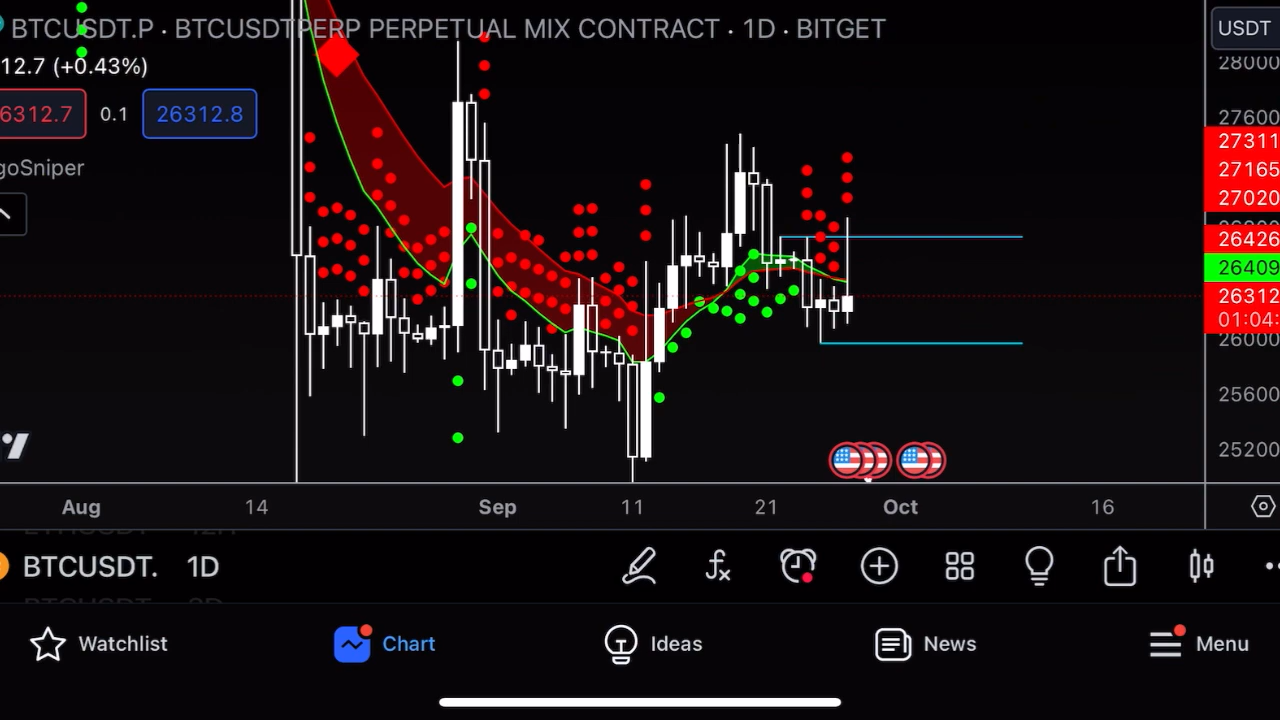 BTCUSDT.P · BTCUSDTPERP PERPETUAL MIX CONTRACT · 1D · BITGET
USDT
12.7 (+0.43%)
6312.7 0.1 26312.8
goSniper
28000
27600
27311
27165
27020
26426
26409
26312
01:04:
26000
25600
25200
Aug 14 Sep 11 21 Oct 16
BTCUSDT. 1D
Watchlist Chart Ideas News Menu